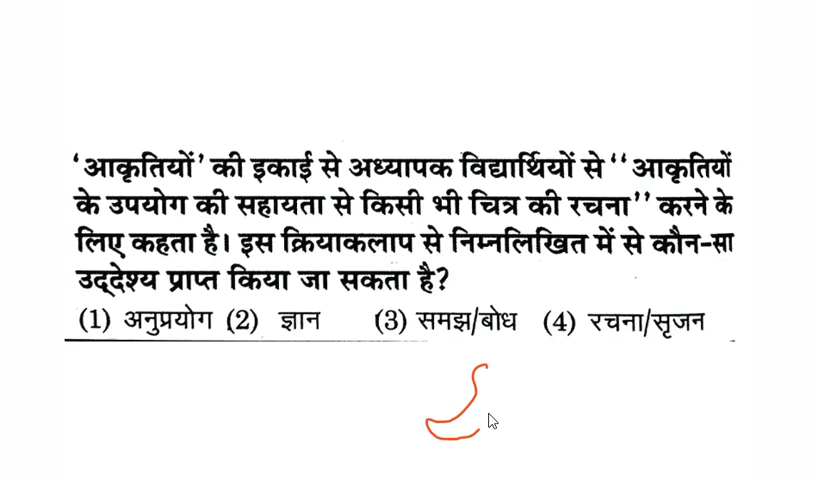 ‘आकृतियों’ की इकाई से अध्यापक विद्यार्थियों से “आकृतियों
के उपयोग की सहायता से किसी भी चित्र की रचना” करने के
लिए कहता है। इस क्रियाकलाप से निम्नलिखित में से कौन-सा
उद्देश्य प्राप्त किया जा सकता है?
(1) अनुप्रयोग (2) ज्ञान (3) समझ/बोध (4) रचना/सृजन